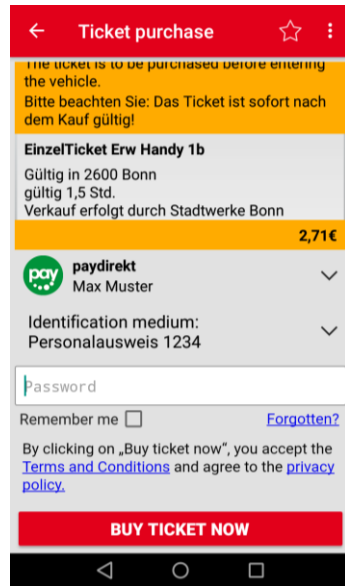 Ticket purchase
The ticket is to be purchased before entering
the vehicle.
Bitte beachten Sie: Das Ticket ist sofort nach
dem Kauf gültig!
EinzelTicket Erw Handy 1b
Gültig in 2600 Bonn
gültig 1,5 Std.
Verkauf erfolgt durch Stadtwerke Bonn
2,71€
pay
paydirekt
Max Muster
Identification medium:
Personalausweis 1234
Password
Remember me
Forgotten?
By clicking on „Buy ticket now“, you accept the
Terms and Conditions and agree to the privacy
policy.
BUY TICKET NOW